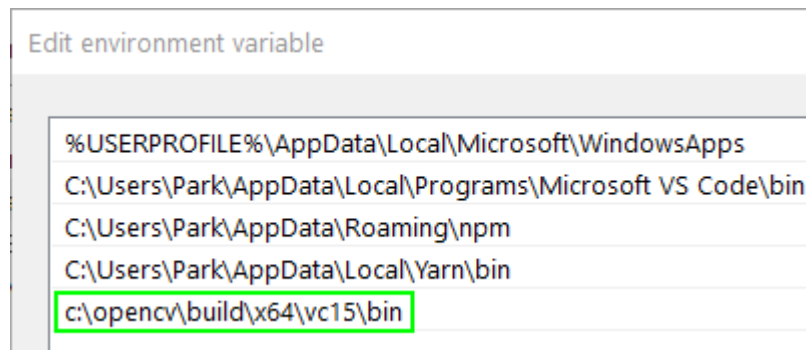 Edit environment variable
%USERPROFILE%\AppData\Local\Microsoft\WindowsApps
C:\Users\Park\AppData\Local\Programs\Microsoft VS Code\bin
C:\Users\Park\AppData\Roaming\npm
C:\Users\Park\AppData\Local\Yarn\bin
c:\opencv\build\x64\vc15\bin